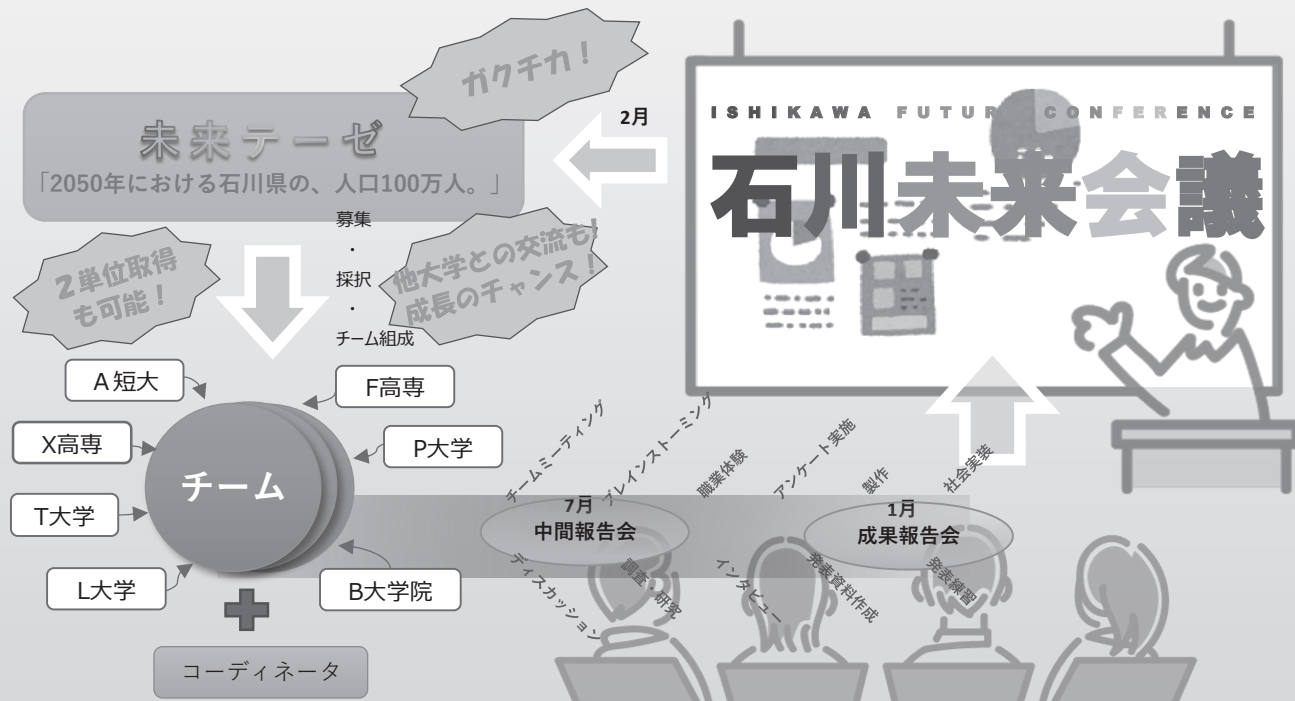 ガクチカ！
未来テーゼ
「2050年における石川県の、人口100万人。」
2月
ISHIKAWA FUTURE CONFERENCE
石川未来会議
２単位取得
も可能！
募集
・
採択
・
チーム組成
他大学との交流も！
成長のチャンス！
A 短大
F高専
X高専
P大学
T大学
L大学
B大学院
チーム
コーディネータ
チームミーティング
ブレインストーミング
職業体験
アンケート実施
製作
社会実装
7月
中間報告会
1月
成果報告会
ディスカッション
調査・研究
インタビュー
発表資料作成
発表練習